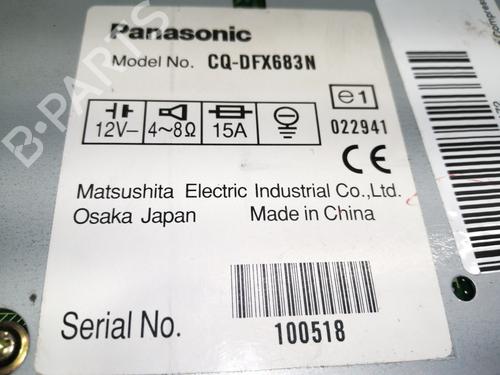 Panasonic
Model No. CQ-DFX683N
12V⎓ 4~8Ω 15A
e1
022941
CE
Matsushita Electric Industrial Co.,Ltd.
Osaka Japan Made in China
Serial No. 100518
B-PARTS